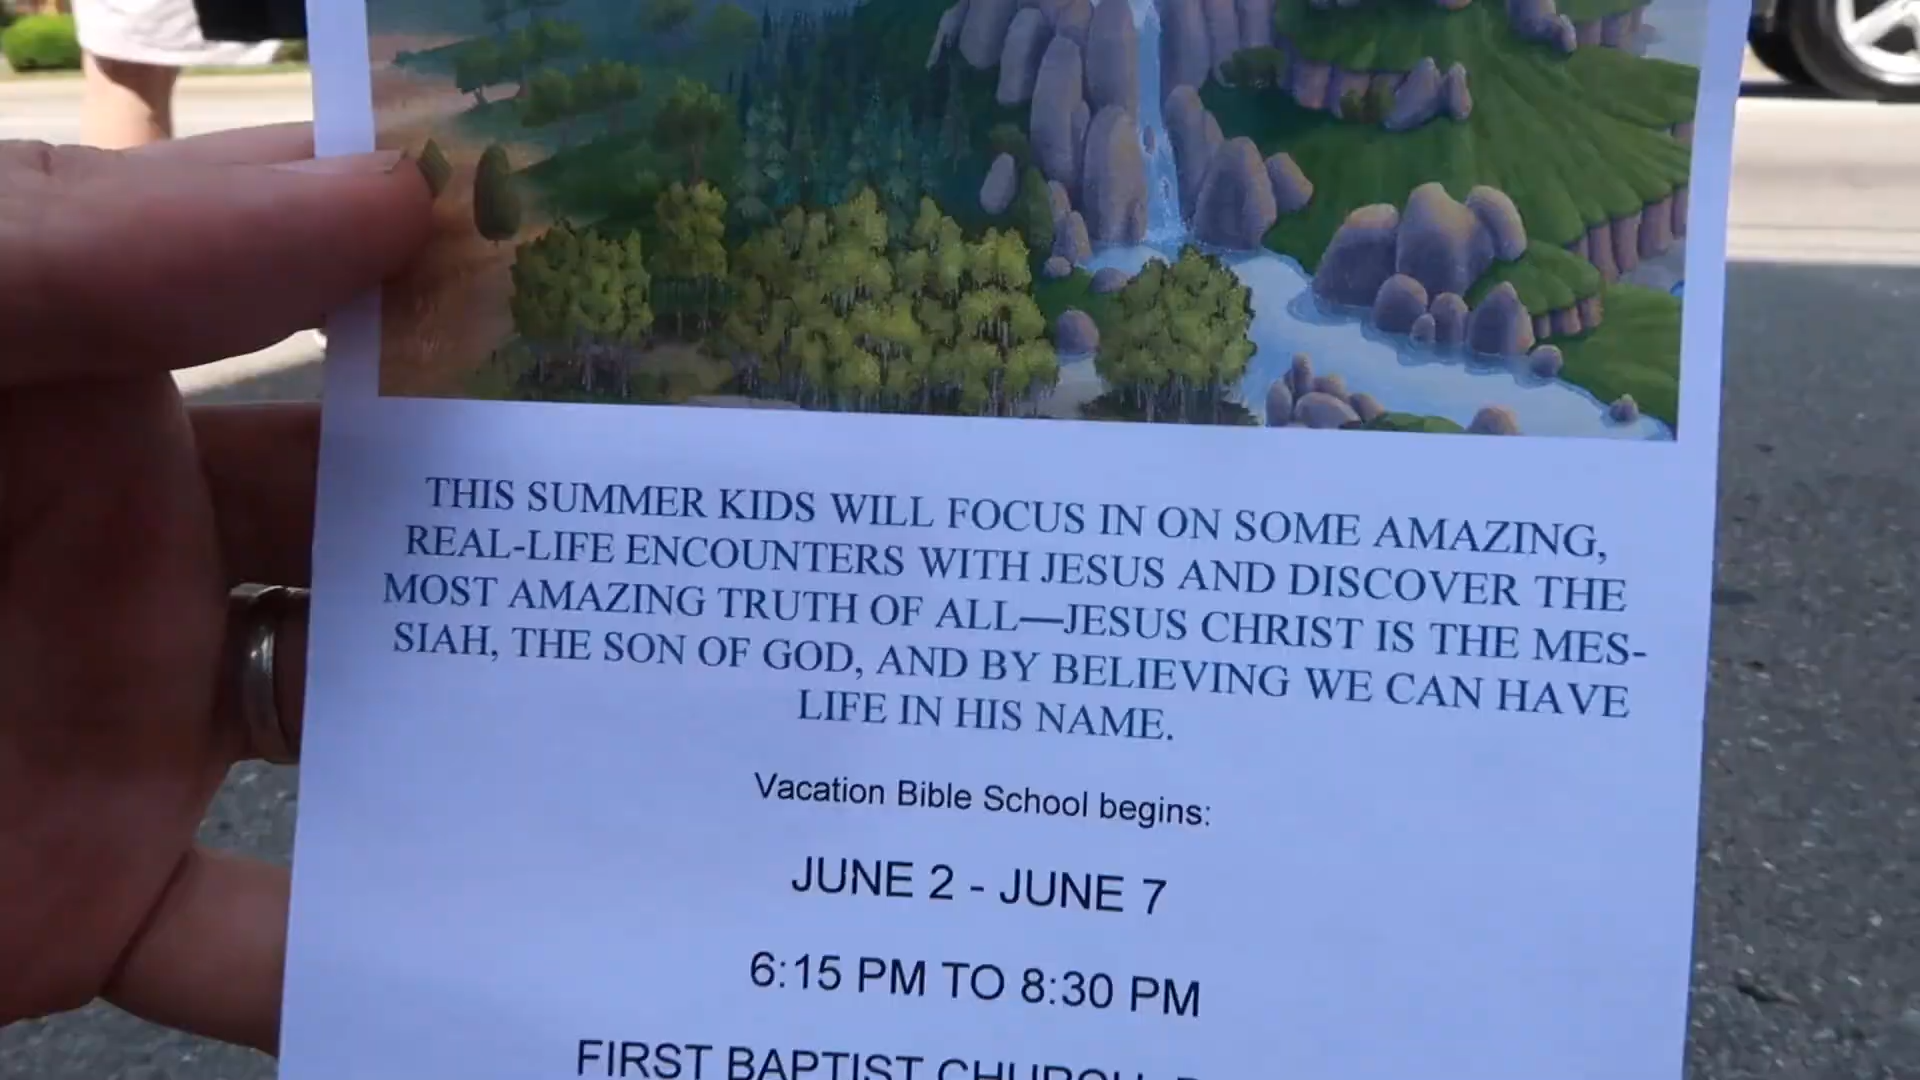 THIS SUMMER KIDS WILL FOCUS IN ON SOME AMAZING,
REAL-LIFE ENCOUNTERS WITH JESUS AND DISCOVER THE
MOST AMAZING TRUTH OF ALL—JESUS CHRIST IS THE MES-
SIAH, THE SON OF GOD, AND BY BELIEVING WE CAN HAVE
LIFE IN HIS NAME.
Vacation Bible School begins:
JUNE 2 - JUNE 7
6:15 PM TO 8:30 PM
FIRST BAPTIST CHURCH